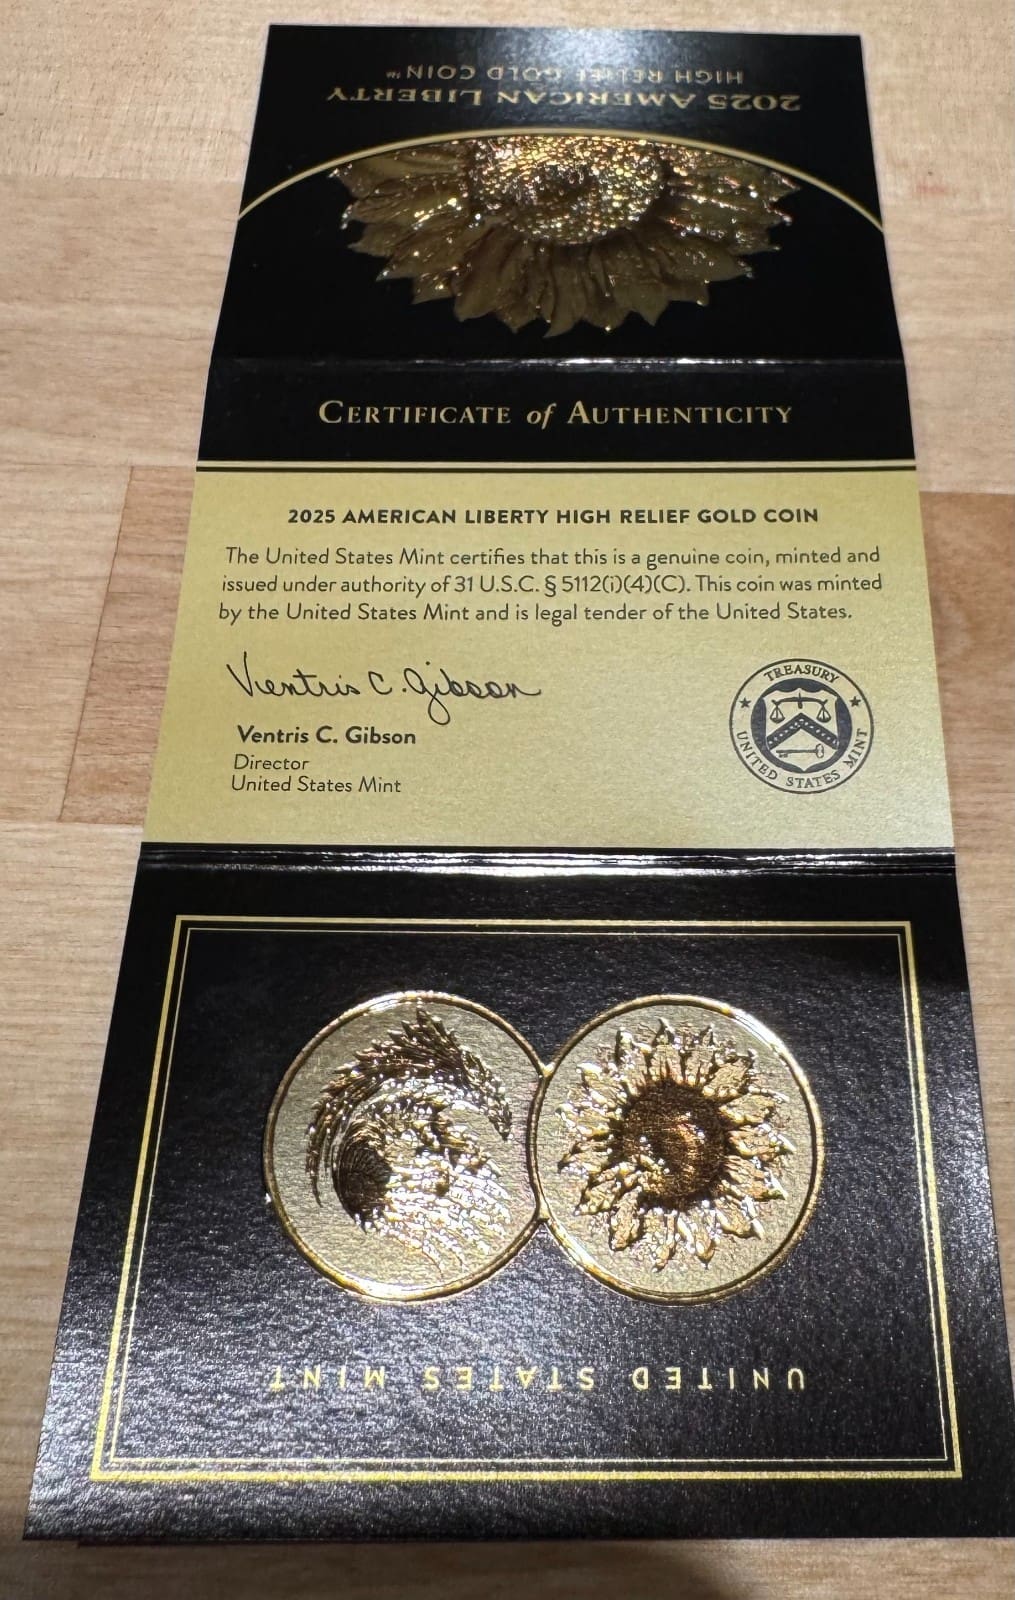 2025 AMERICAN LIBERTY
HIGH RELIEF GOLD COIN™
CERTIFICATE of AUTHENTICITY
2025 AMERICAN LIBERTY HIGH RELIEF GOLD COIN
The United States Mint certifies that this is a genuine coin, minted and
issued under authority of 31 U.S.C. § 5112(i)(4)(C). This coin was minted
by the United States Mint and is legal tender of the United States.
Ventris C. Gibson
Ventris C. Gibson
Director
United States Mint
TREASURY
UNITED STATES MINT
UNITED STATES MINT